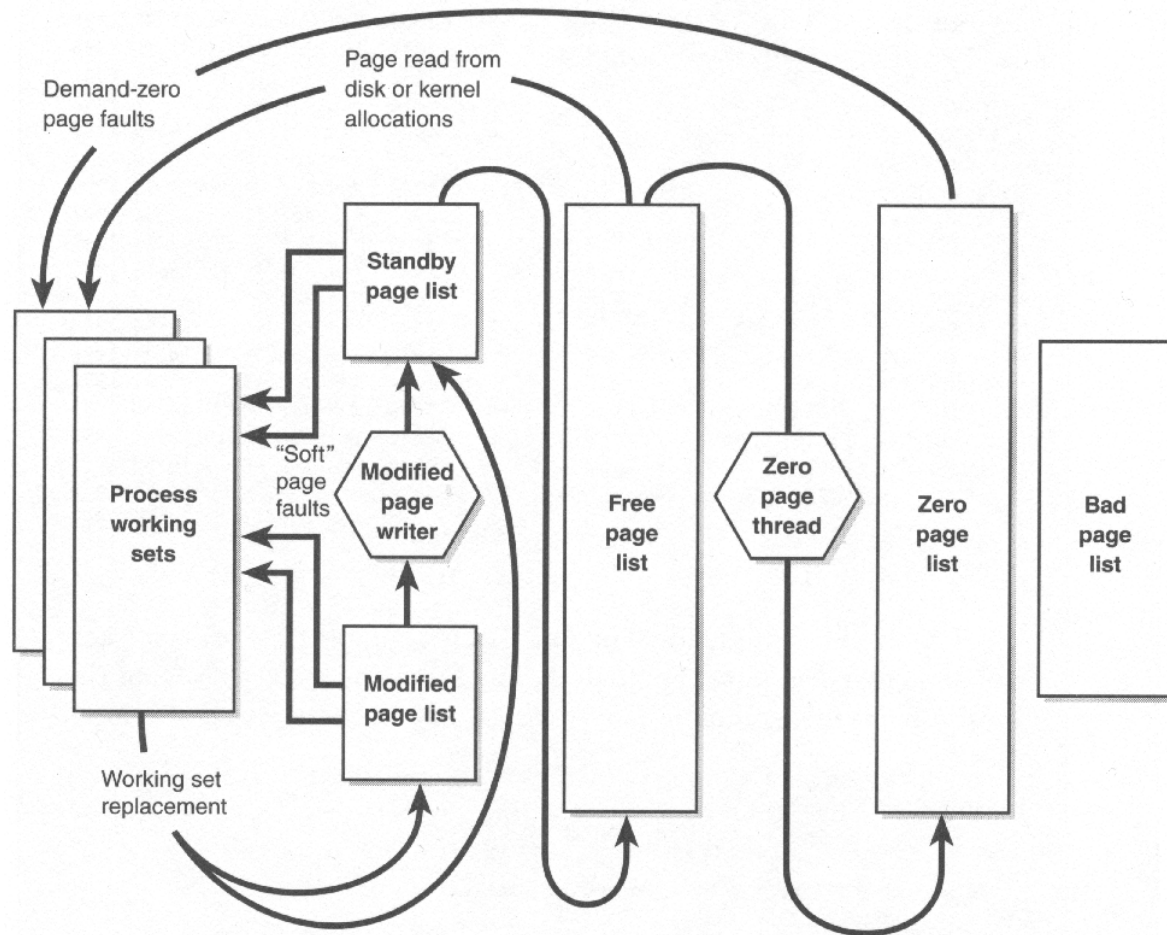 Demand-zero
page faults
Page read from
disk or kernel
allocations
Standby
page list
"Soft"
page
faults
Modified
page
writer
Process
working
sets
Free
page
list
Zero
page
thread
Zero
page
list
Bad
page
list
Modified
page list
Working set
replacement